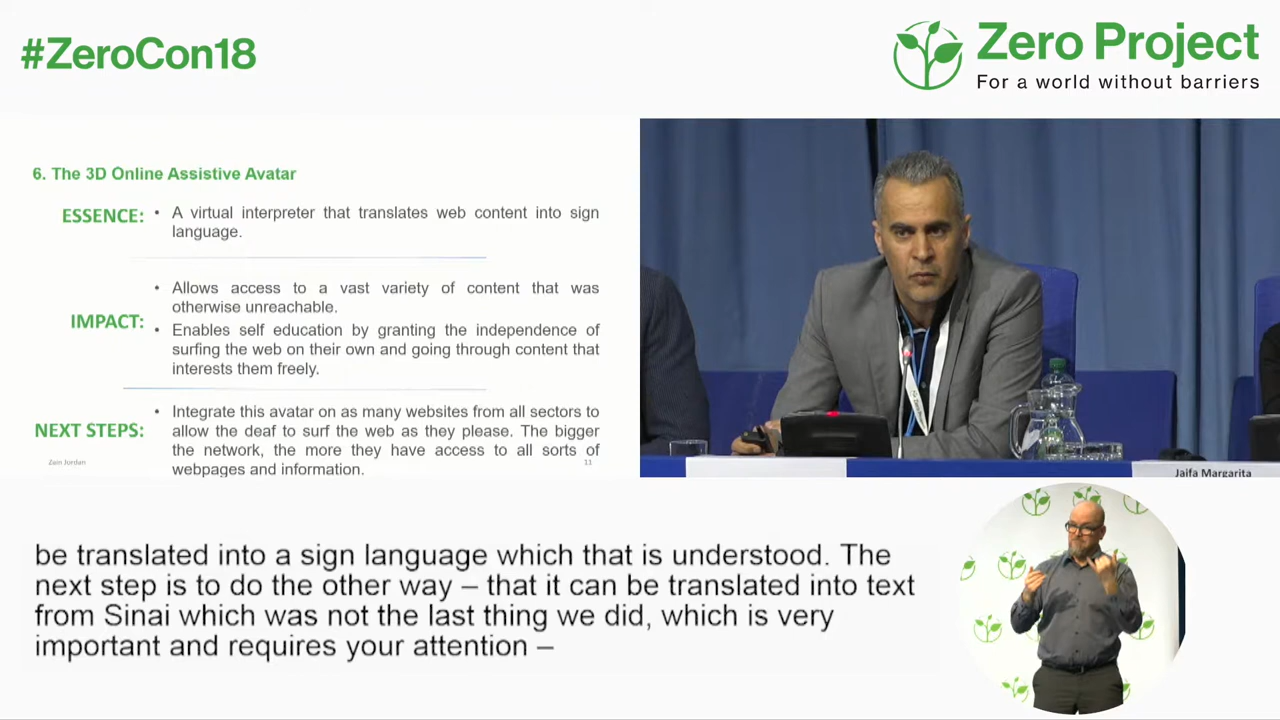 #ZeroCon18
Zero Project
For a world without barriers
6. The 3D Online Assistive Avatar
ESSENCE:
• A virtual interpreter that translates web content into sign
language.
IMPACT:
• Allows access to a vast variety of content that was
otherwise unreachable.
• Enables self education by granting the independence of
surfing the web on their own and going through content that
interests them freely.
NEXT STEPS:
• Integrate this avatar on as many websites from all sectors to
allow the deaf to surf the web as they please. The bigger
the network, the more they have access to all sorts of
webpages and information.
Zain Jordan
11
Jaifa Margarita
be translated into a sign language which that is understood. The
next step is to do the other way – that it can be translated into text
from Sinai which was not the last thing we did, which is very
important and requires your attention –